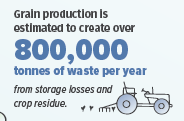 Grain production is
estimated to create over
800,000
tonnes of waste per year
from storage losses and
crop residue.